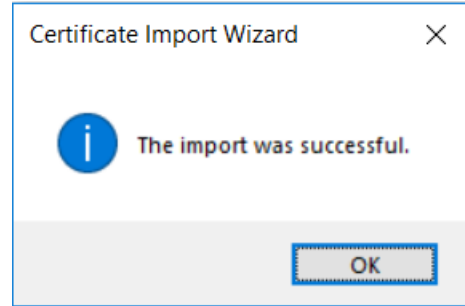 Certificate Import Wizard
The import was successful.
OK